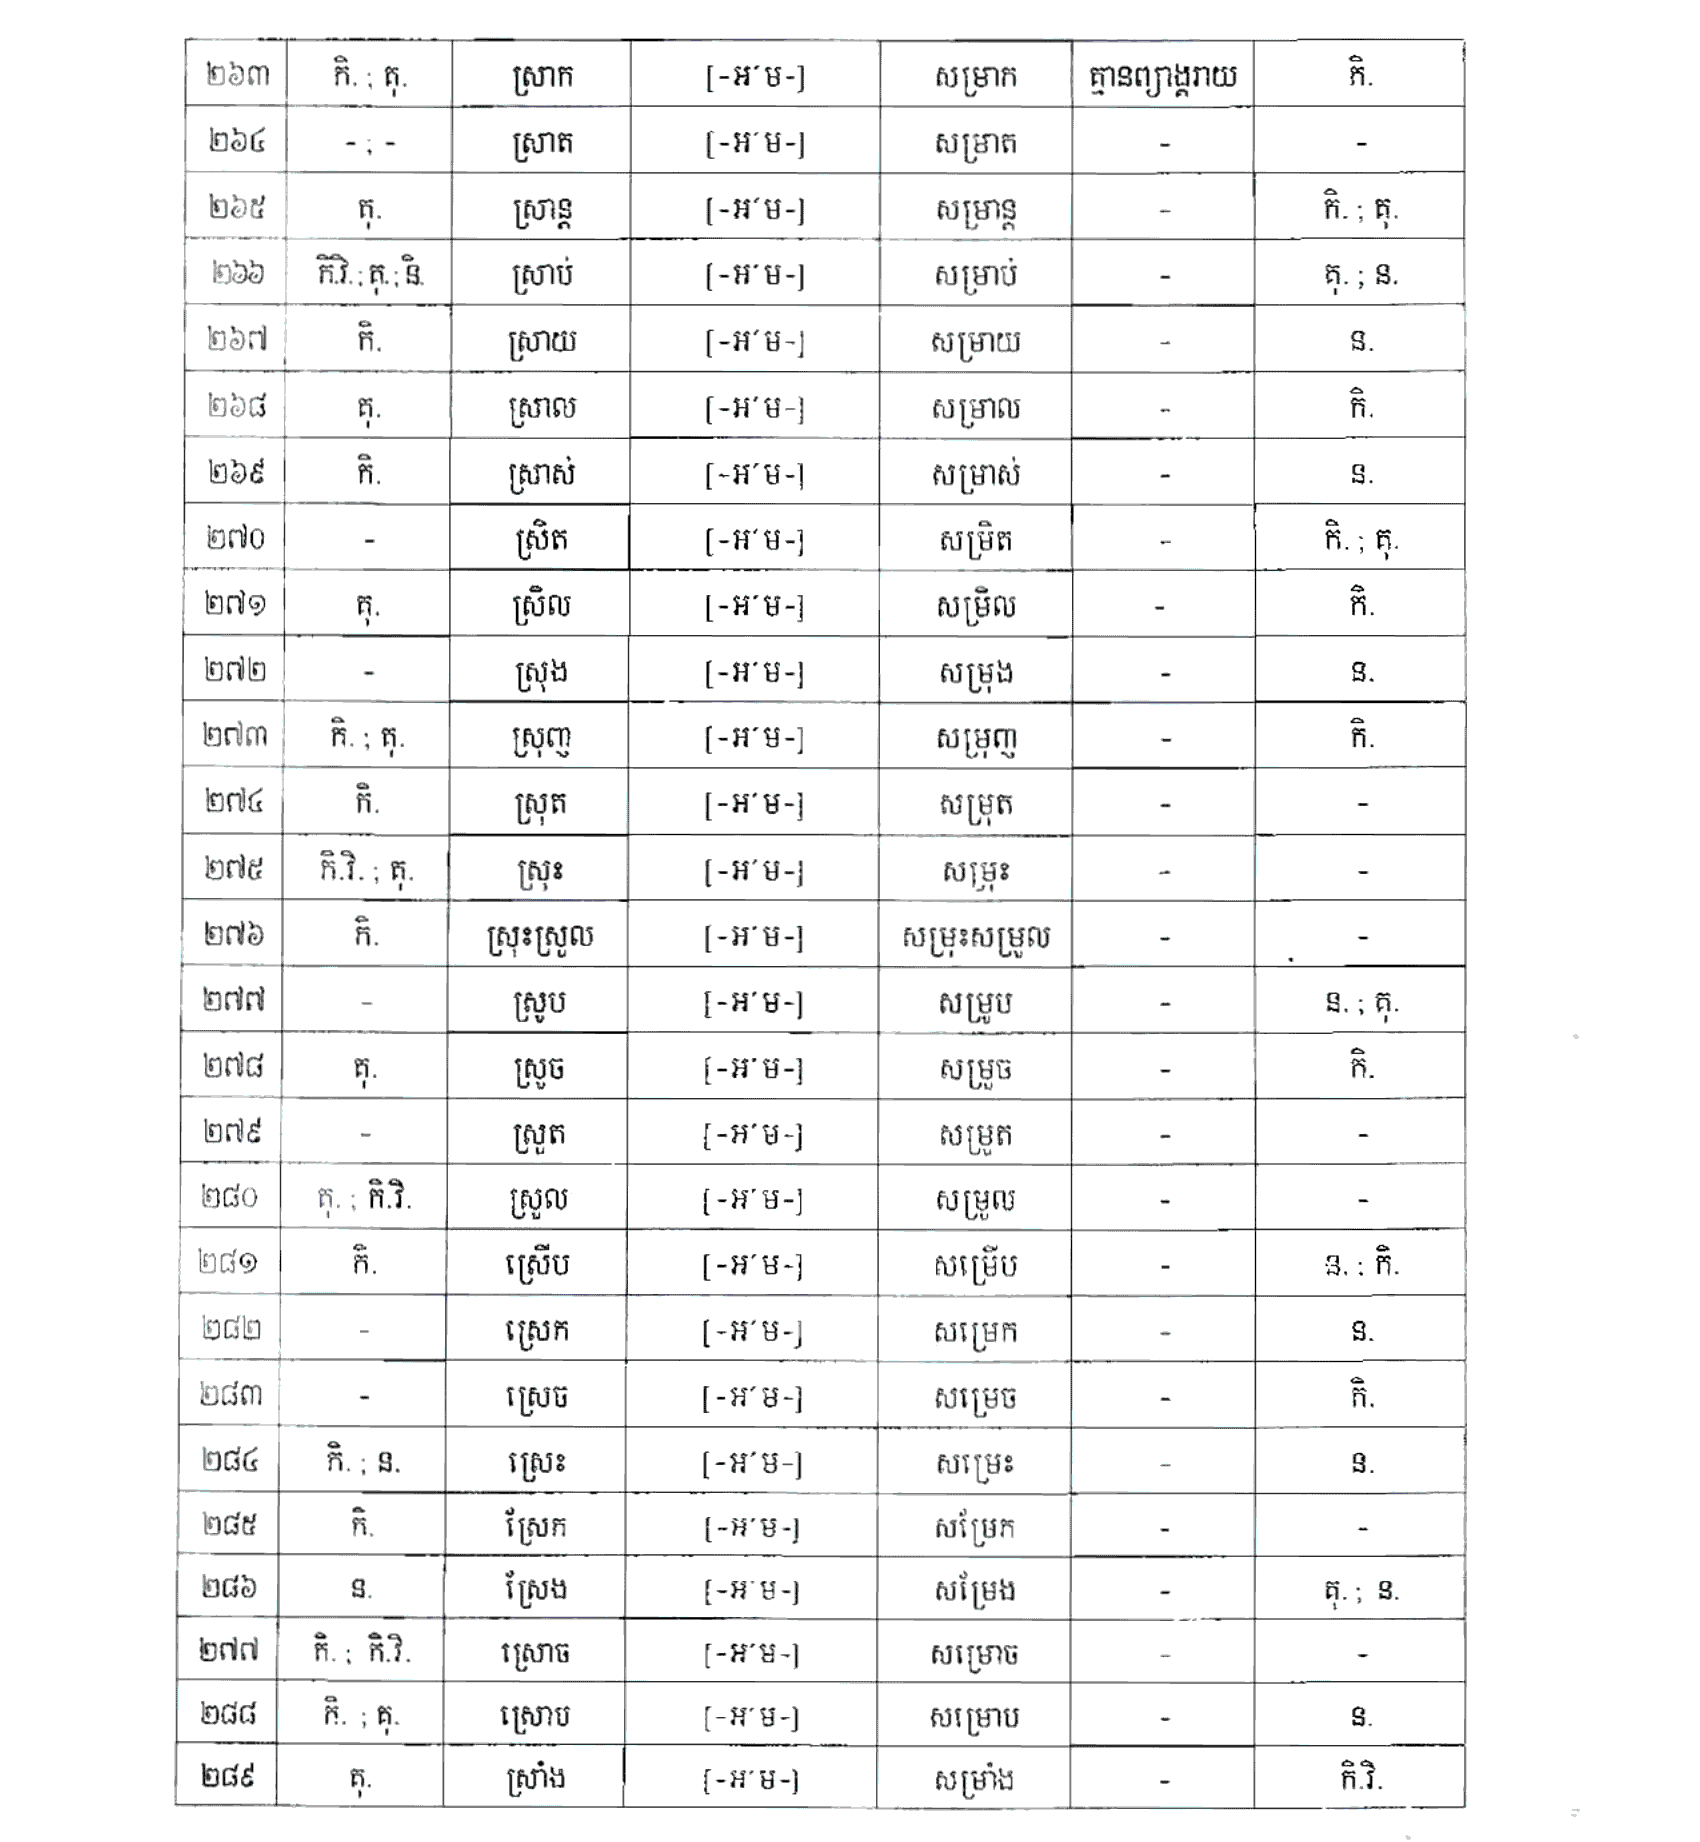 ២៦៣ កិ. ; គុ. ស្រាក [-អ៌ម-] សម្រាក គ្មានព្យាង្គរាយ កិ.
២៦៤ - ; - ស្រាត [-អ៌ម-] សម្រាត - -
២៦៥ គុ. ស្រាន្ត [-អ៌ម-] សម្រាន្ត - កិ. ; គុ.
២៦៦ កិ.វិ.;គុ.;និ. ស្រាប់ [-អ៌ម-] សម្រាប់ - គុ. ; ន.
២៦៧ កិ. ស្រាយ [-អ៌ម-] សម្រាយ - ន.
២៦៨ គុ. ស្រាល [-អ៌ម-] សម្រាល - កិ.
២៦៩ កិ. ស្រាស់ [-អ៌ម-] សម្រាស់ - ន.
២៧០ - ស្រិត [-អ៌ម-] សម្រិត - កិ. ; គុ.
២៧១ គុ. ស្រិល [-អ៌ម-] សម្រិល - កិ.
២៧២ - ស្រុង [-អ៌ម-] សម្រុង - ន.
២៧៣ កិ. ; គុ. ស្រុញ [-អ៌ម-] សម្រុញ - កិ.
២៧៤ កិ. ស្រុត [-អ៌ម-] សម្រុត - -
២៧៥ កិ.វិ. ; គុ. ស្រុះ [-អ៌ម-] សម្រុះ - -
២៧៦ កិ. ស្រុះស្រួល [-អ៌ម-] សម្រុះសម្រួល - -
២៧៧ - ស្រូប [-អ៌ម-] សម្រូប - ន. ; គុ.
២៧៨ គុ. ស្រួច [-អ៌ម-] សម្រួច - កិ.
២៧៩ - ស្រួត [-អ៌ម-] សម្រួត - -
២៨០ គុ. ; កិ.វិ. ស្រួល [-អ៌ម-] សម្រួល - -
២៨១ កិ. ស្រើប [-អ៌ម-] សម្រើប - ន. ; កិ.
២៨២ - ស្រេក [-អ៌ម-] សម្រេក - ន.
២៨៣ - ស្រេច [-អ៌ម-] សម្រេច - កិ.
២៨៤ កិ. ; ន. ស្រេះ [-អ៌ម-] សម្រេះ - ន.
២៨៥ កិ. ស្រែក [-អ៌ម-] សម្រែក - -
២៨៦ ន. ស្រែង [-អ៌ម-] សម្រែង - គុ. ; ន.
២៧៧ កិ. ; កិ.វិ. ស្រោច [-អ៌ម-] សម្រោច - -
២៨៨ កិ. ; គុ. ស្រោប [-អ៌ម-] សម្រោប - ន.
២៨៩ គុ. ស្រាំង [-អ៌ម-] សម្រាំង - កិ.វិ.